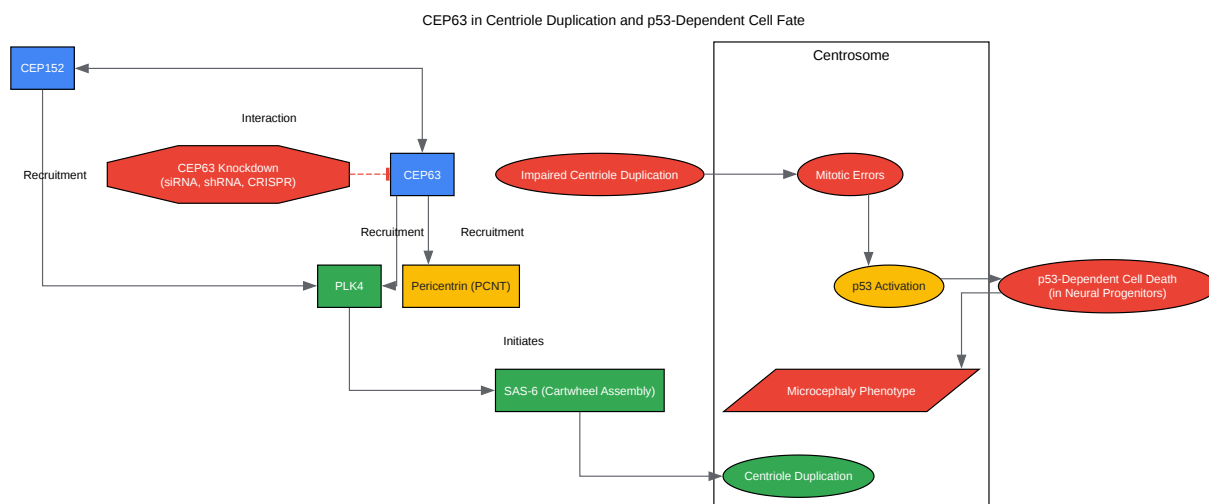 CEP63 in Centriole Duplication and p53-Dependent Cell Fate
Centrosome
CEP152
Interaction
Recruitment
CEP63 Knockdown
(siRNA, shRNA, CRISPR)
CEP63
Impaired Centriole Duplication
Mitotic Errors
Recruitment
Recruitment
PLK4
Pericentrin (PCNT)
p53 Activation
p53-Dependent Cell Death
(in Neural Progenitors)
Initiates
SAS-6 (Cartwheel Assembly)
Microcephaly Phenotype
Centriole Duplication